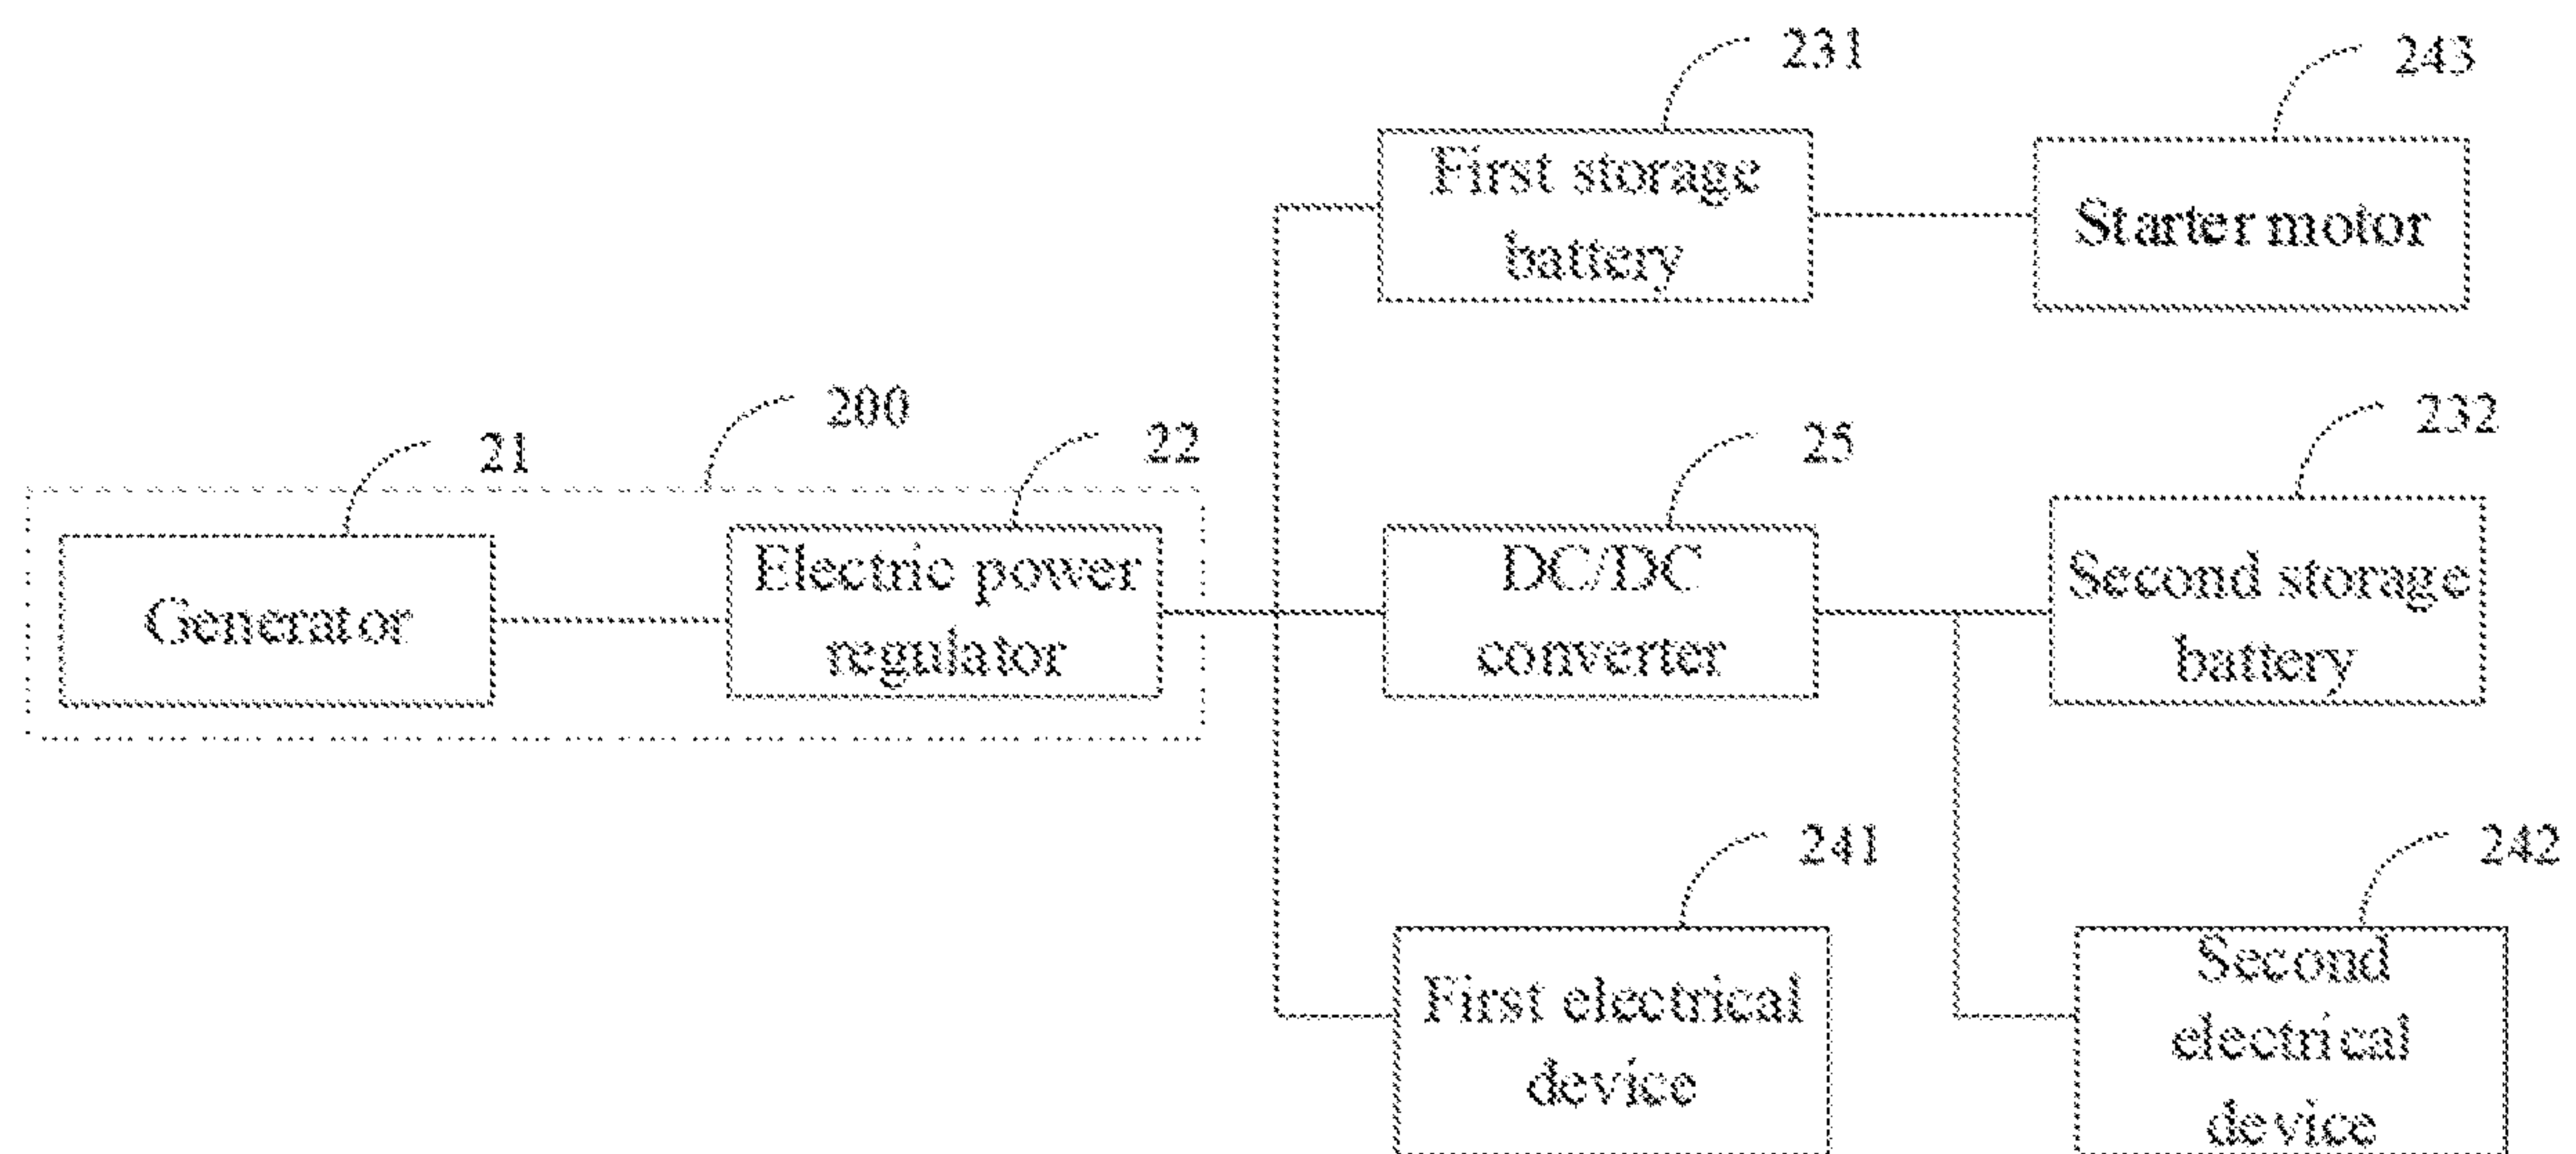 231
First storage
battery
243
Starter motor
200
21
Generator
22
Electric power
regulator
25
DC/DC
converter
232
Second storage
battery
241
First electrical
device
242
Second
electrical
device